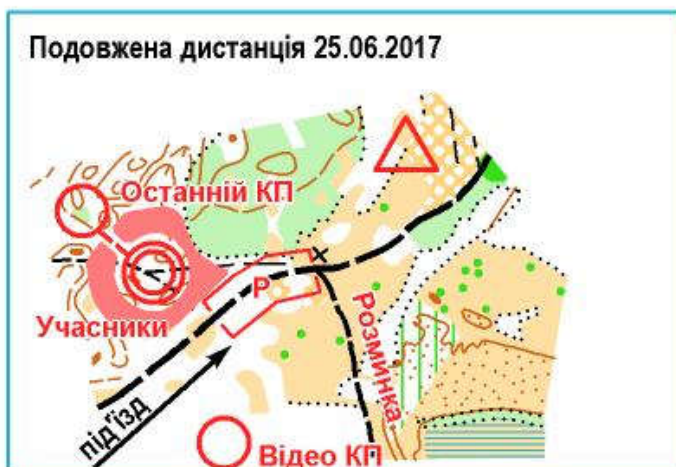 Подовжена дистанція 25.06.2017
Останній КП
Р
Учасники
Розминка
під'їзд
Відео КП